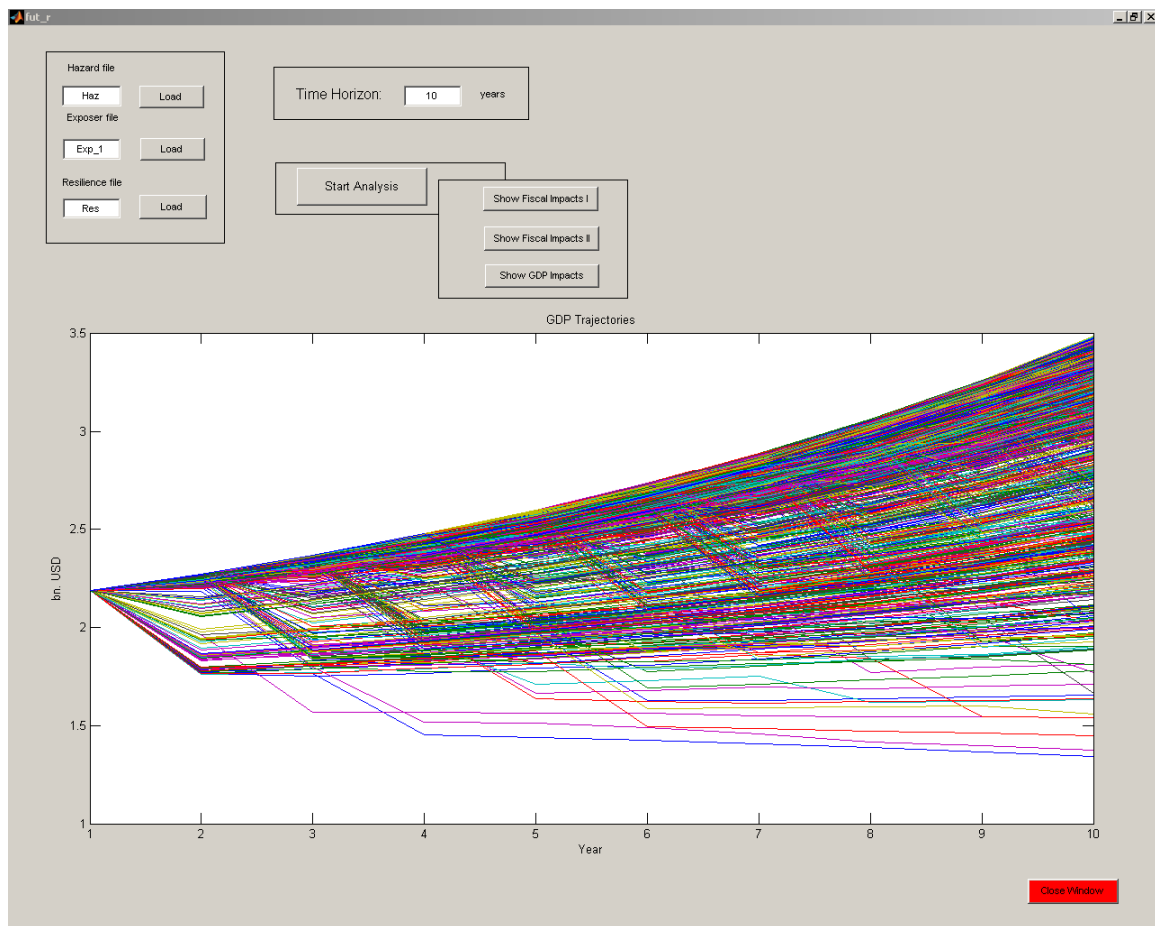 fut_r
Hazard file
Haz
Load
Exposer file
Exp_1
Load
Resilience file
Res
Load
Time Horizon:
10
years
Start Analysis
Show Fiscal Impacts I
Show Fiscal Impacts II
Show GDP Impacts
GDP Trajectories
3.5
3
2.5
2
1.5
1
bn. USD
1 2 3 4 5 6 7 8 9 10
Year
Close Window